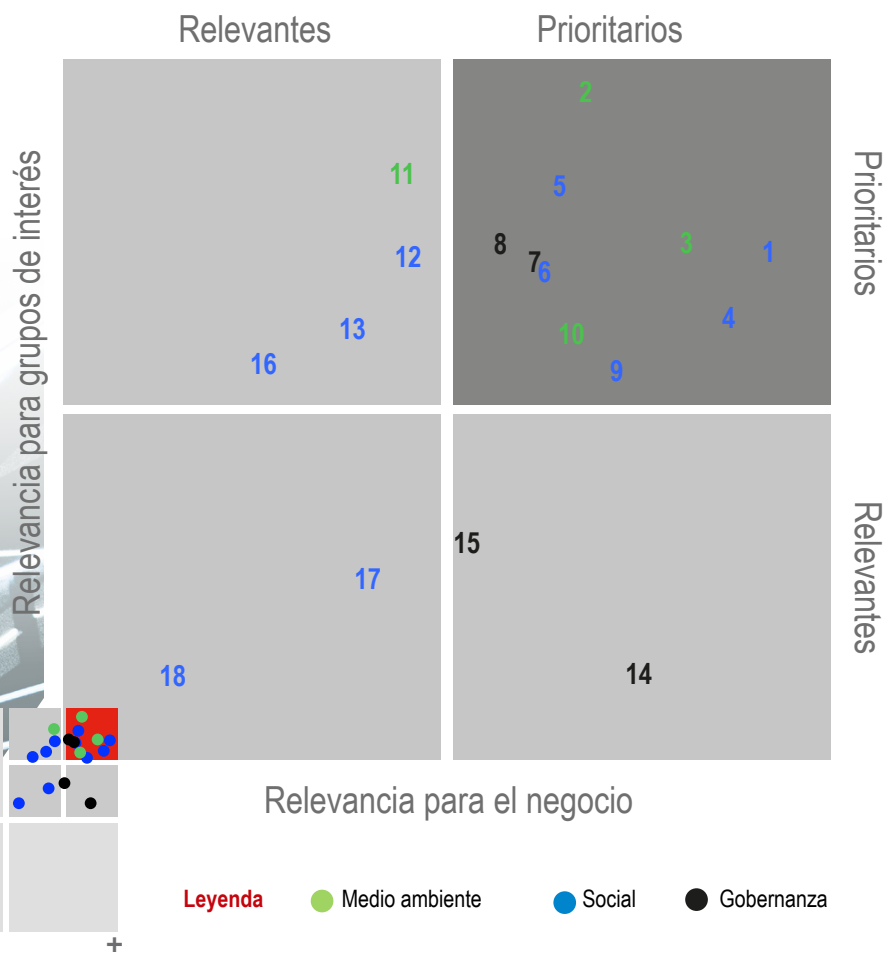 Relevantes
Prioritarios
Relevancia para grupos de interés
2
11
5
12
8
7
6
3
1
13
4
16
10
9
Prioritarios
15
17
18
14
Relevantes
Relevancia para el negocio
Leyenda
Medio ambiente
Social
Gobernanza
+